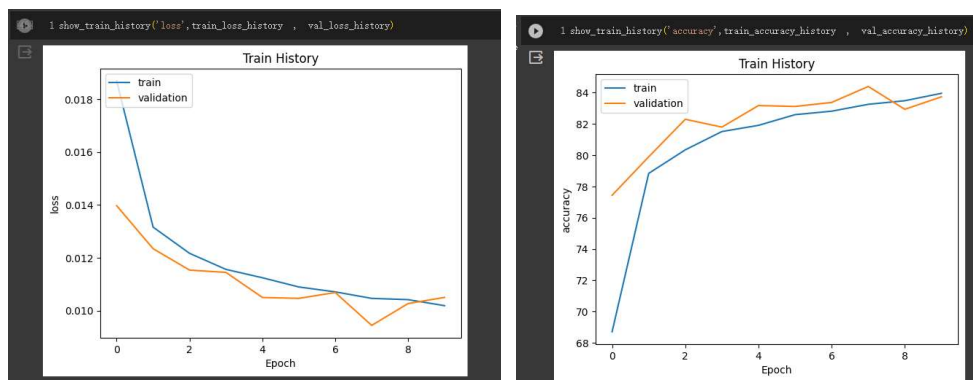 1 show_train_history('loss',train_loss_history , val_loss_history)
Train History
train
validation
0.018
0.016
0.014
0.012
0.010
loss
0 2 4 6 8
Epoch
1 show_train_history('accuracy',train_accuracy_history , val_accuracy_history)
Train History
train
validation
84
82
80
78
76
74
72
70
68
accuracy
0 2 4 6 8
Epoch